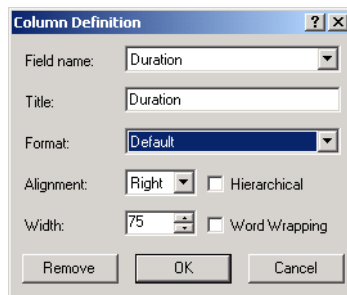 Column Definition
Field name: Duration
Title: Duration
Format: Default
Alignment: Right Hierarchical
Width: 75 Word Wrapping
Remove OK Cancel